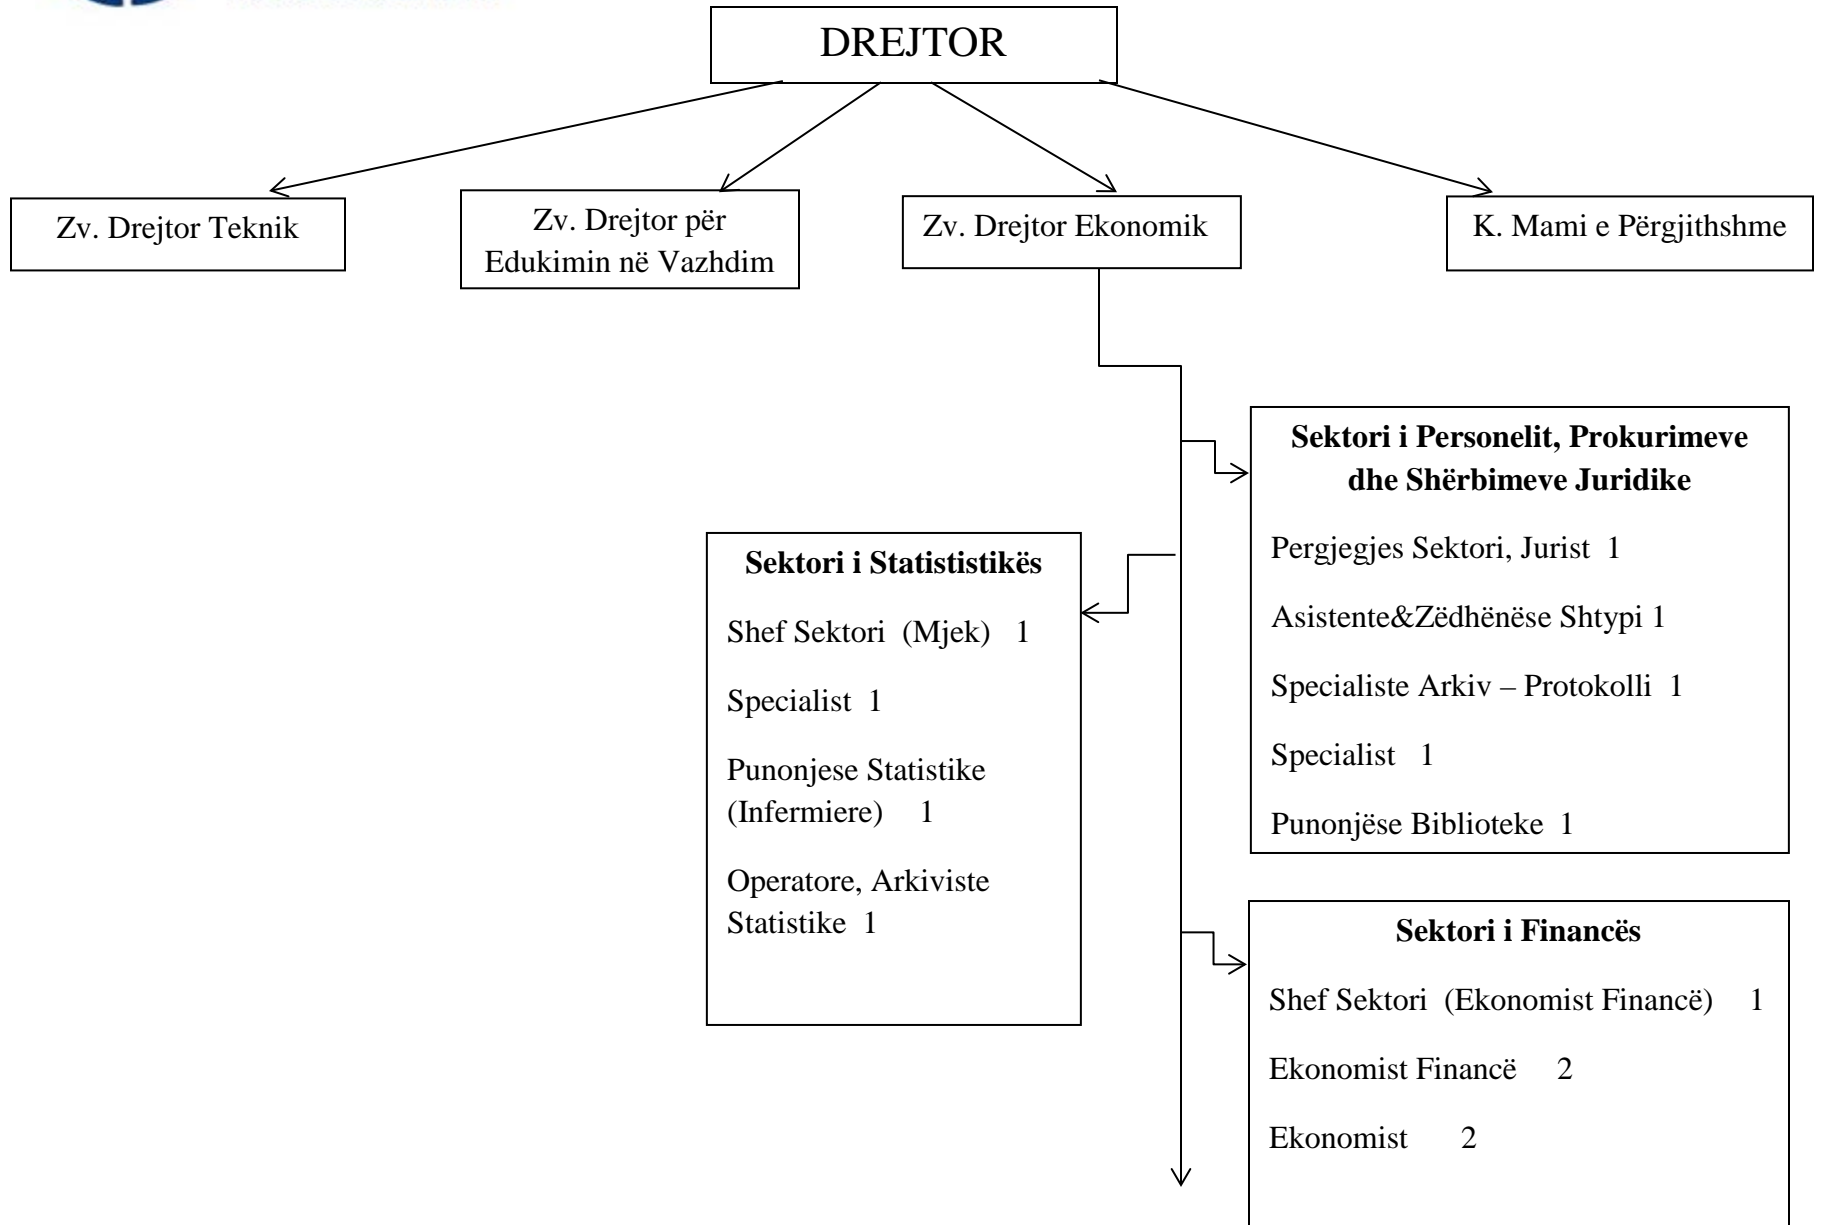 DREJTOR
Zv. Drejtor Teknik
Zv. Drejtor për
Edukimin në Vazhdim
Zv. Drejtor Ekonomik
K. Mami e Përgjithshme
Sektori i Personelit, Prokurimeve
dhe Shërbimeve Juridike
Pergjegjes Sektori, Jurist 1
Asistente&Zëdhënëse Shtypi 1
Specialiste Arkiv – Protokolli 1
Specialist 1
Punonjëse Biblioteke 1
Sektori i Statististikës
Shef Sektori (Mjek) 1
Specialist 1
Punonjese Statistike
(Infermiere) 1
Operatore, Arkiviste
Statistike 1
Sektori i Financës
Shef Sektori (Ekonomist Financë) 1
Ekonomist Financë 2
Ekonomist 2